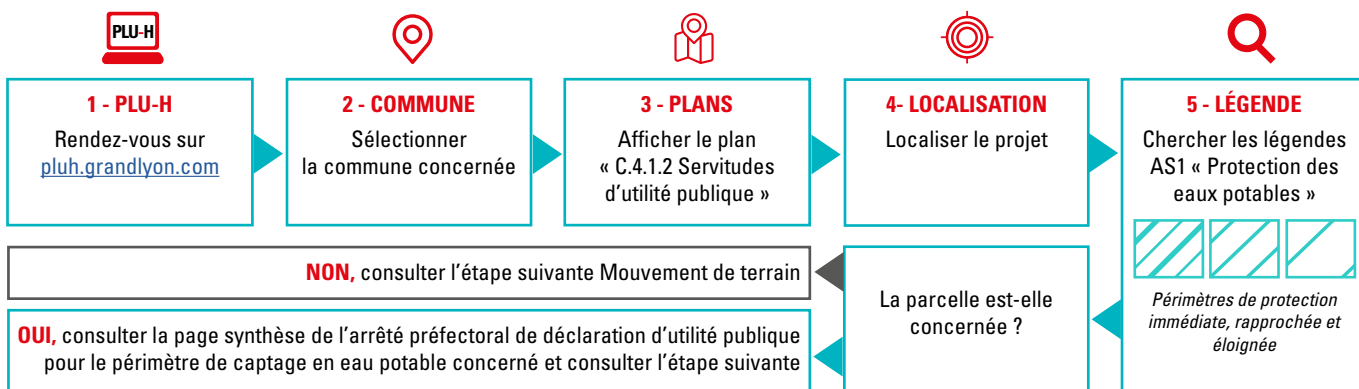 PLU-H
1 - PLU-H
Rendez-vous sur
pluh.grandlyon.com
2 - COMMUNE
Sélectionner
la commune concernée
3 - PLANS
Afficher le plan
« C.4.1.2 Servitudes
d’utilité publique »
4- LOCALISATION
Localiser le projet
5 - LÉGENDE
Chercher les légendes
AS1 « Protection des
eaux potables »
Périmètres de protection
immédiate, rapprochée et
éloignée
La parcelle est-elle
concernée ?
NON, consulter l’étape suivante Mouvement de terrain
OUI, consulter la page synthèse de l’arrêté préfectoral de déclaration d’utilité publique
pour le périmètre de captage en eau potable concerné et consulter l’étape suivante